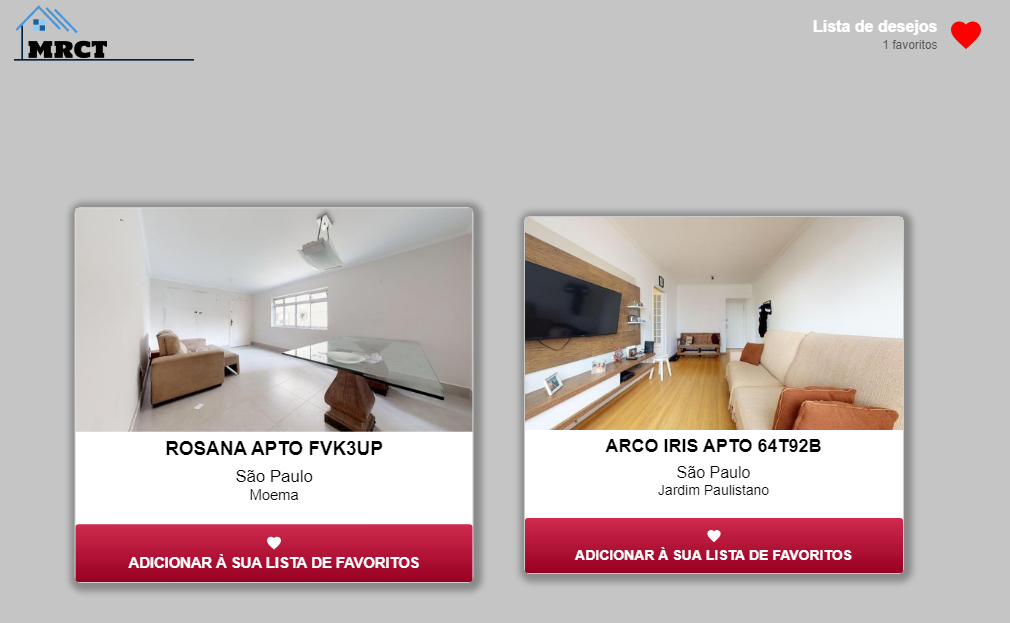 MRCT
Lista de desejos
1 favoritos
ROSANA APTO FVK3UP
São Paulo
Moema
ADICIONAR À SUA LISTA DE FAVORITOS
ARCO IRIS APTO 64T92B
São Paulo
Jardim Paulistano
ADICIONAR À SUA LISTA DE FAVORITOS